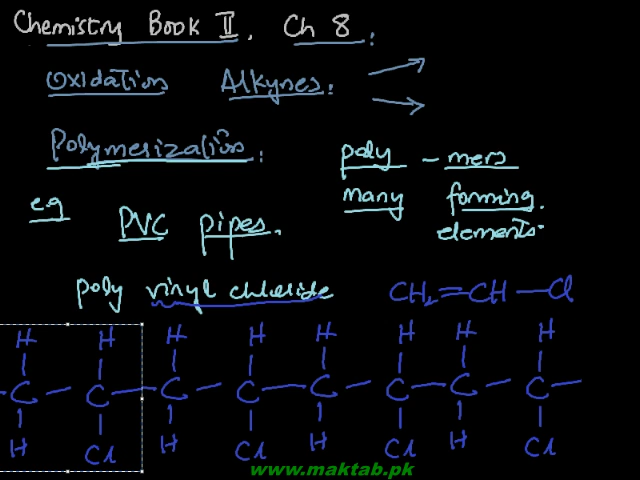 Chemistry Book II. Ch 8:
Oxidation Alkynes:
Polymerization:
poly - mers
many forming
elements.
eg PVC pipes.
poly vinyl chloride CH2=CH-Cl
H H H H H H H H
- C - C - C - C - C - C - C - C -
H Cl H Cl H Cl H Cl
www.maktab.pk